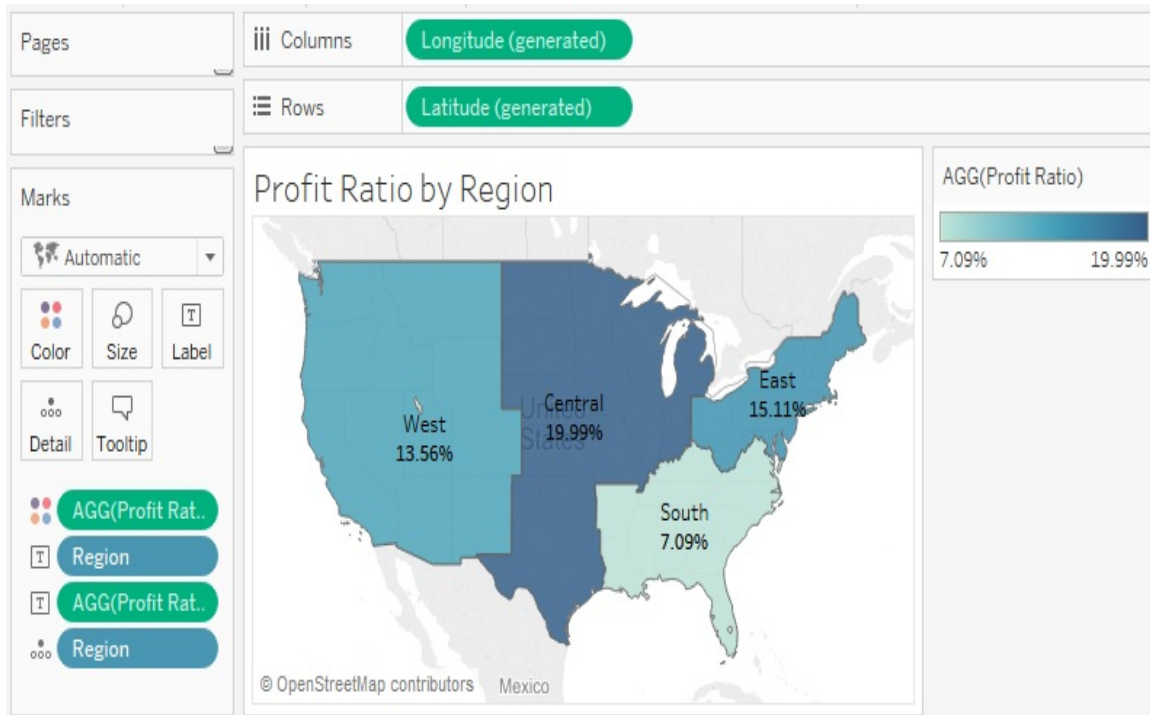 Pages
Columns
Longitude (generated)
Filters
Rows
Latitude (generated)
Marks
Automatic
Color
Size
T
Label
Detail
Tooltip
AGG(Profit Rat..
T
Region
T
AGG(Profit Rat..
Region
Profit Ratio by Region
West
13.56%
United
States
Central
19.99%
East
15.11%
South
7.09%
© OpenStreetMap contributors
Mexico
AGG(Profit Ratio)
7.09%
19.99%